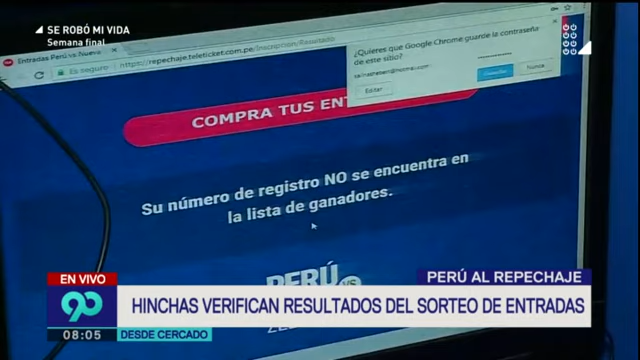 SE ROBÓ MI VIDA
Semana final
Entradas Perú vs Nueva
Es seguro
https://repechaje.teleticket.com.pe/inscripcion/Resultado
¿Quieres que Google Chrome guarde la contraseña
de este sitio?
Editar
Guardar
Nunca
COMPRA TUS ENT
Su número de registro NO se encuentra en
la lista de ganadores.
PERÚ
VS
PERÚ AL REPECHAJE
EN VIVO
90
HINCHAS VERIFICAN RESULTADOS DEL SORTEO DE ENTRADAS
08:05
DESDE CERCADO